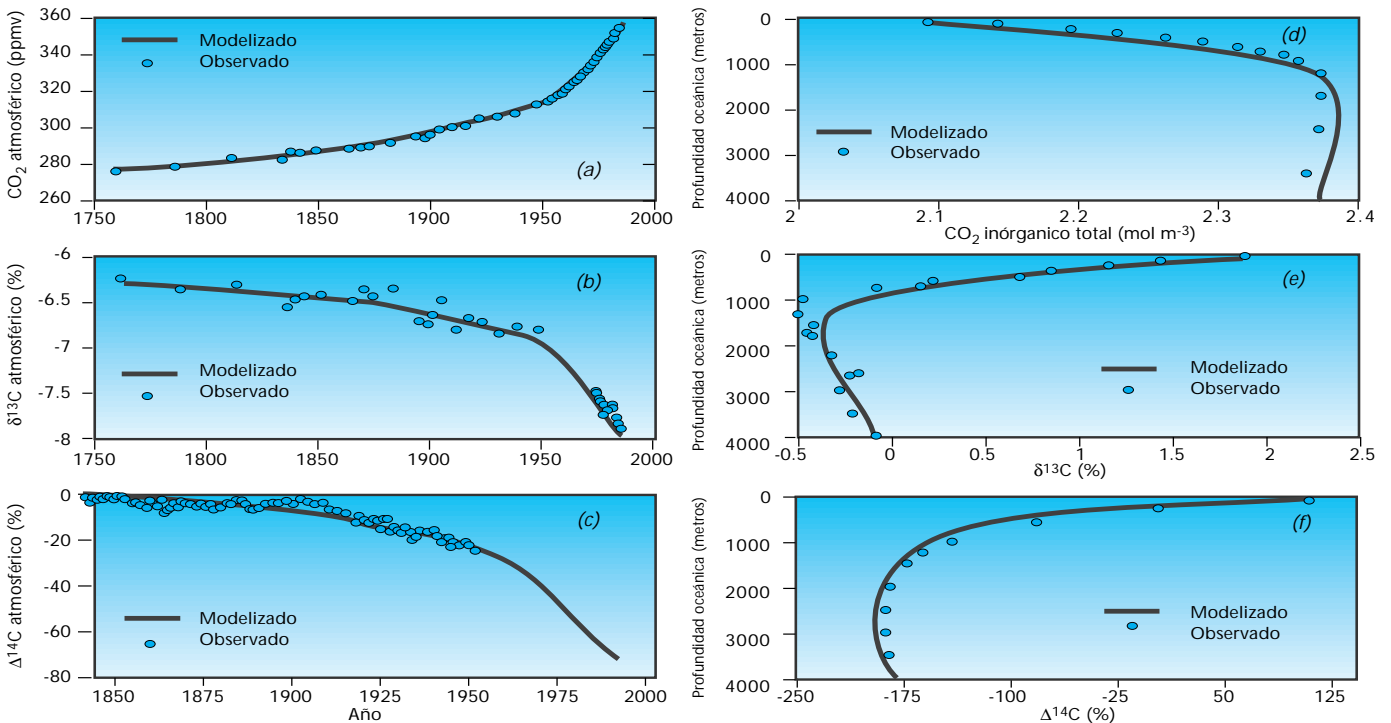 CO2 atmosférico (ppmv)
360
340
320
300
280
260
Modelizado
Observado
(a)
1750
1800
1850
1900
1950
2000
δ13C atmosférico (%)
-6
-6.5
-7
-7.5
-8
(b)
Modelizado
Observado
1750
1800
1850
1900
1950
2000
Δ14C atmosférico (%)
0
-20
-40
-60
-80
(c)
Modelizado
Observado
1850
1875
1900
1925
1950
1975
2000
Año
Profundidad oceánica (metros)
0
1000
2000
3000
4000
(d)
Modelizado
Observado
2
2.1
2.2
2.3
2.4
CO2 inórganico total (mol m-3)
Profundidad oceánica (metros)
0
1000
2000
3000
4000
(e)
Modelizado
Observado
-0.5
0
0.5
1
1.5
2
2.5
δ13C (%)
Profundidad oceánica (metros)
0
1000
2000
3000
4000
(f)
Modelizado
Observado
-250
-175
-100
-25
50
125
Δ14C (%)